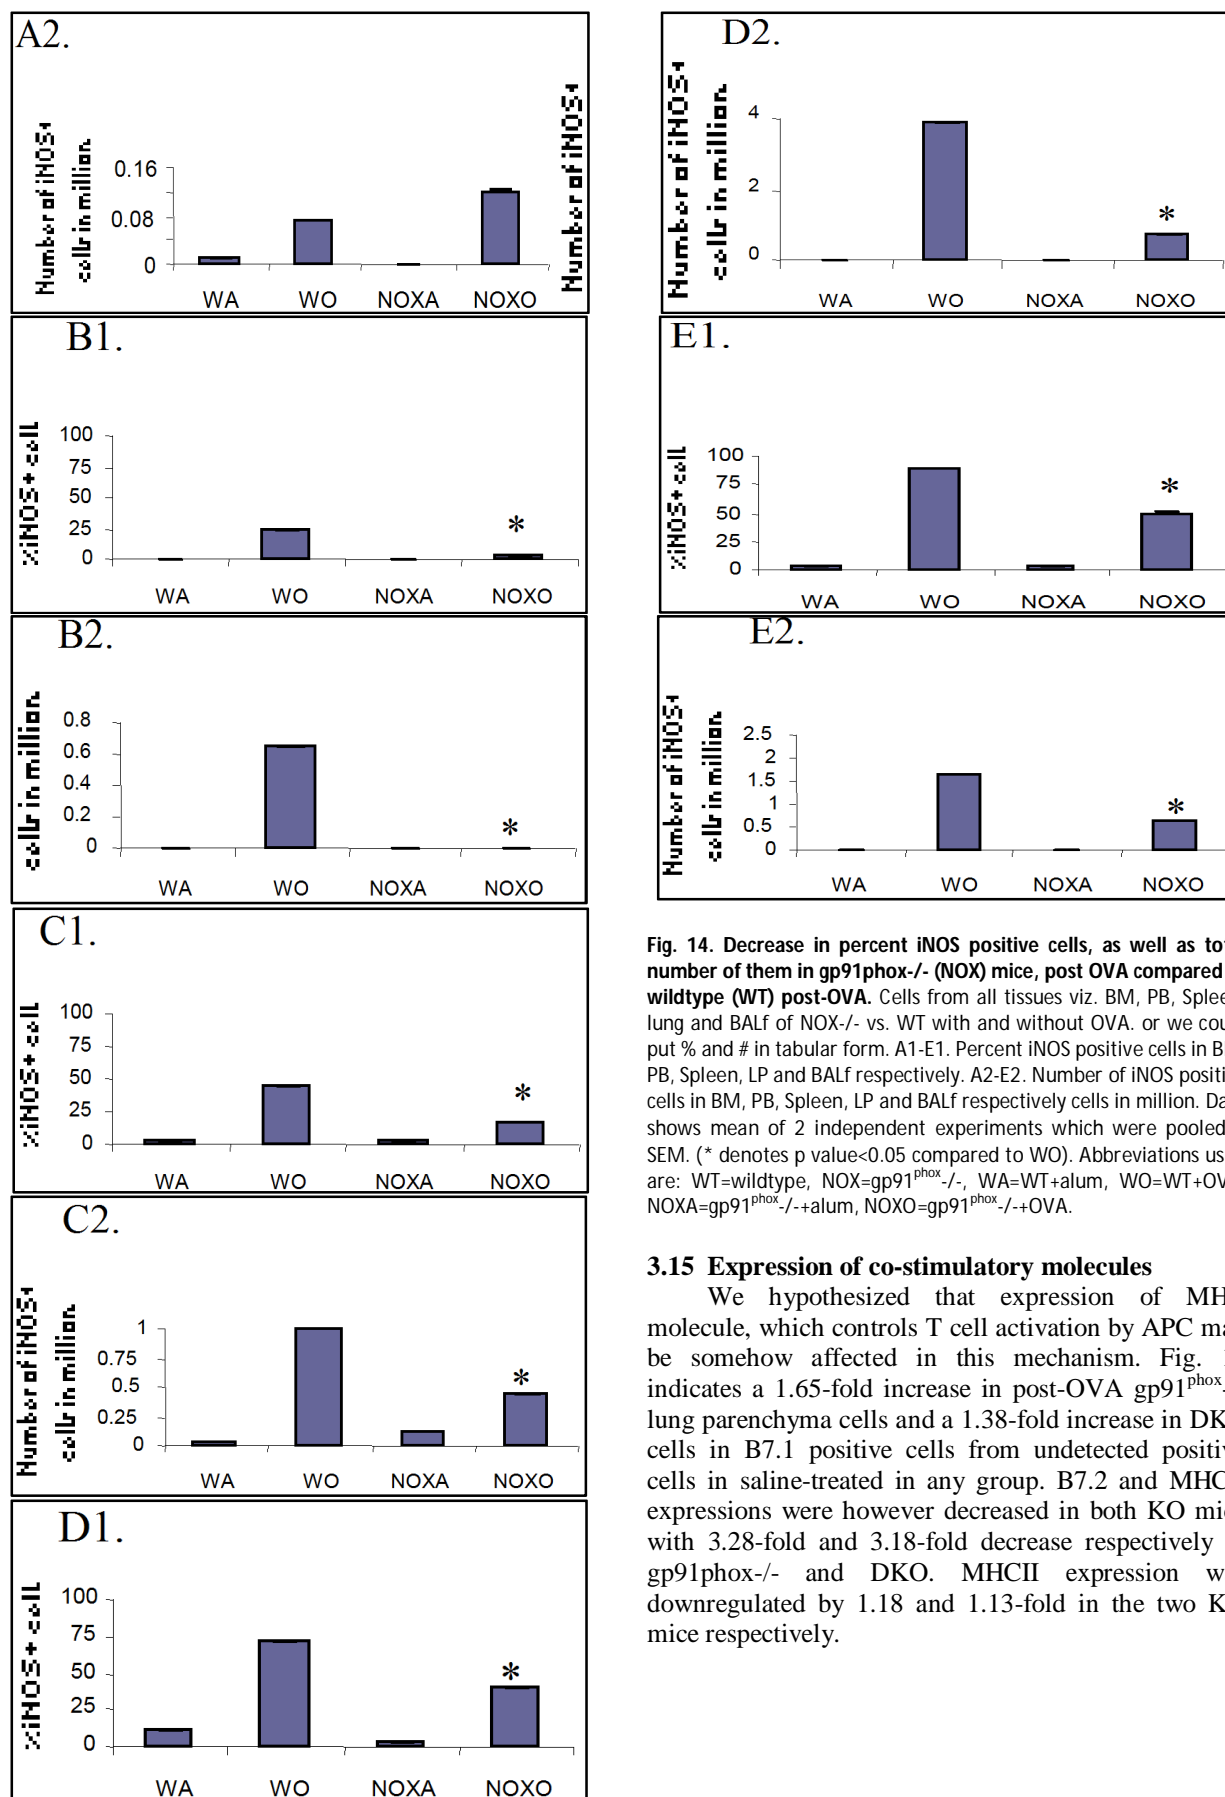 A2.
Number of iNOS+
cells in million.
0.16
0.08
0
WA WO NOXA NOXO
Number of iNOS+
B1.
%iNOS+ cell
100
75
50
25
0
*
WA WO NOXA NOXO
B2.
cells in million.
0.8
0.6
0.4
0.2
0
*
WA WO NOXA NOXO
C1.
%iNOS+ cell
100
75
50
25
0
*
WA WO NOXA NOXO
C2.
Number of iNOS+
cells in million.
1
0.75
0.5
0.25
0
*
WA WO NOXA NOXO
D1.
%iNOS+ cell
100
75
50
25
0
*
WA WO NOXA NOXO
D2.
Number of iNOS+
cells in million.
4
2
0
*
WA WO NOXA NOXO
E1.
%iNOS+ cell
100
75
50
25
0
*
WA WO NOXA NOXO
E2.
Number of iNOS+
cells in million.
2.5
2
1.5
1
0.5
0
*
WA WO NOXA NOXO
Fig. 14. Decrease in percent iNOS positive cells, as well as tot
number of them in gp91phox-/- (NOX) mice, post OVA compared
wildtype (WT) post-OVA. Cells from all tissues viz. BM, PB, Splee
lung and BALf of NOX-/- vs. WT with and without OVA. or we cou
put % and # in tabular form. A1-E1. Percent iNOS positive cells in B
PB, Spleen, LP and BALf respectively. A2-E2. Number of iNOS positi
cells in BM, PB, Spleen, LP and BALf respectively cells in million. Da
shows mean of 2 independent experiments which were pooled
SEM. (* denotes p value<0.05 compared to WO). Abbreviations us
are: WT=wildtype, NOX=gp91phox-/-, WA=WT+alum, WO=WT+OV
NOXA=gp91phox-/-+alum, NOXO=gp91phox-/-+OVA.
3.15 Expression of co-stimulatory molecules
We hypothesized that expression of MH
molecule, which controls T cell activation by APC ma
be somehow affected in this mechanism. Fig.
indicates a 1.65-fold increase in post-OVA gp91phox-
lung parenchyma cells and a 1.38-fold increase in DK
cells in B7.1 positive cells from undetected positiv
cells in saline-treated in any group. B7.2 and MHC
expressions were however decreased in both KO mic
with 3.28-fold and 3.18-fold decrease respectively
gp91phox-/- and DKO. MHCII expression w
downregulated by 1.18 and 1.13-fold in the two K
mice respectively.